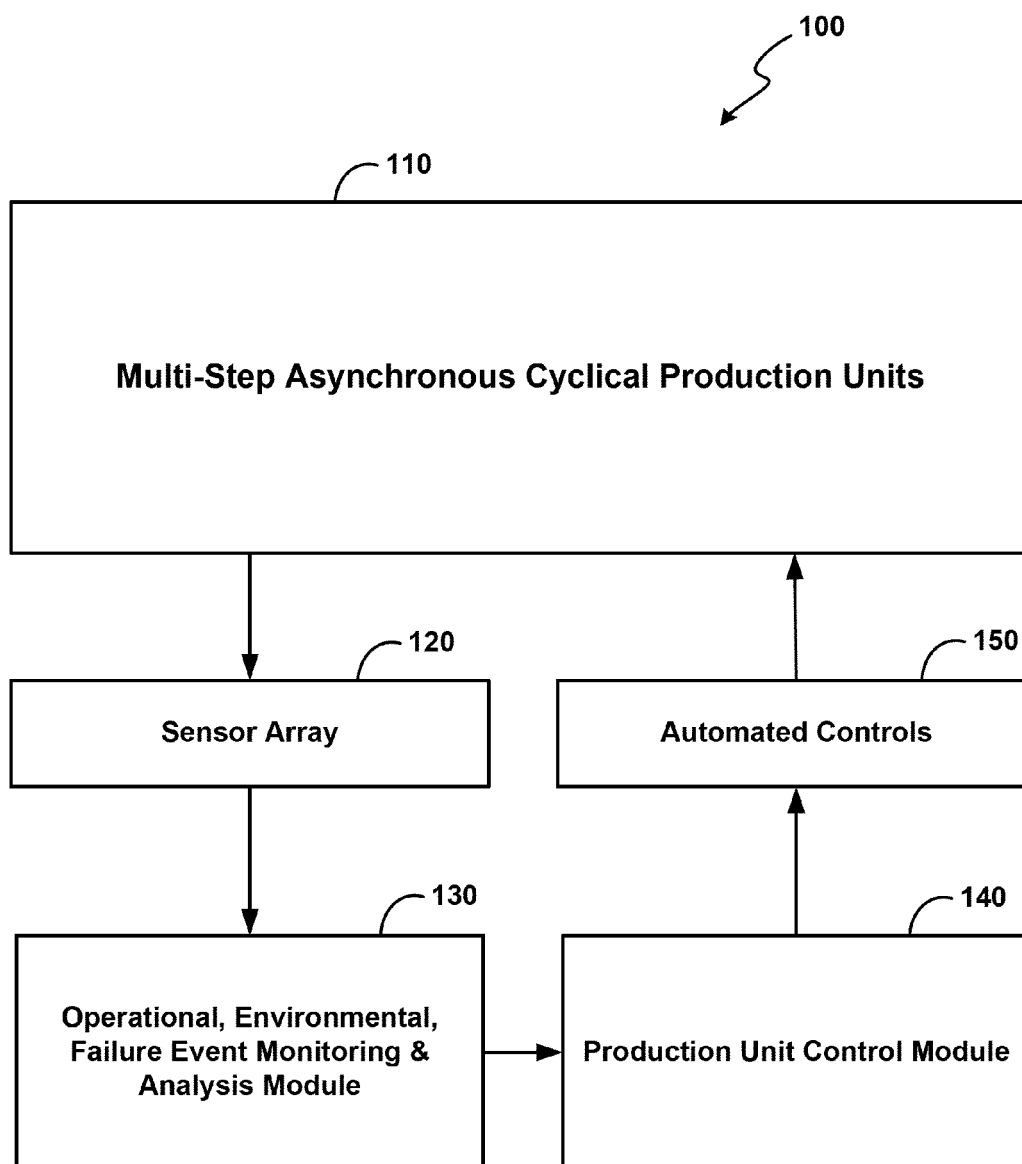 100
110
Multi-Step Asynchronous Cyclical Production Units
120
150
Sensor Array
Automated Controls
130
140
Operational, Environmental,
Failure Event Monitoring &
Analysis Module
Production Unit Control Module